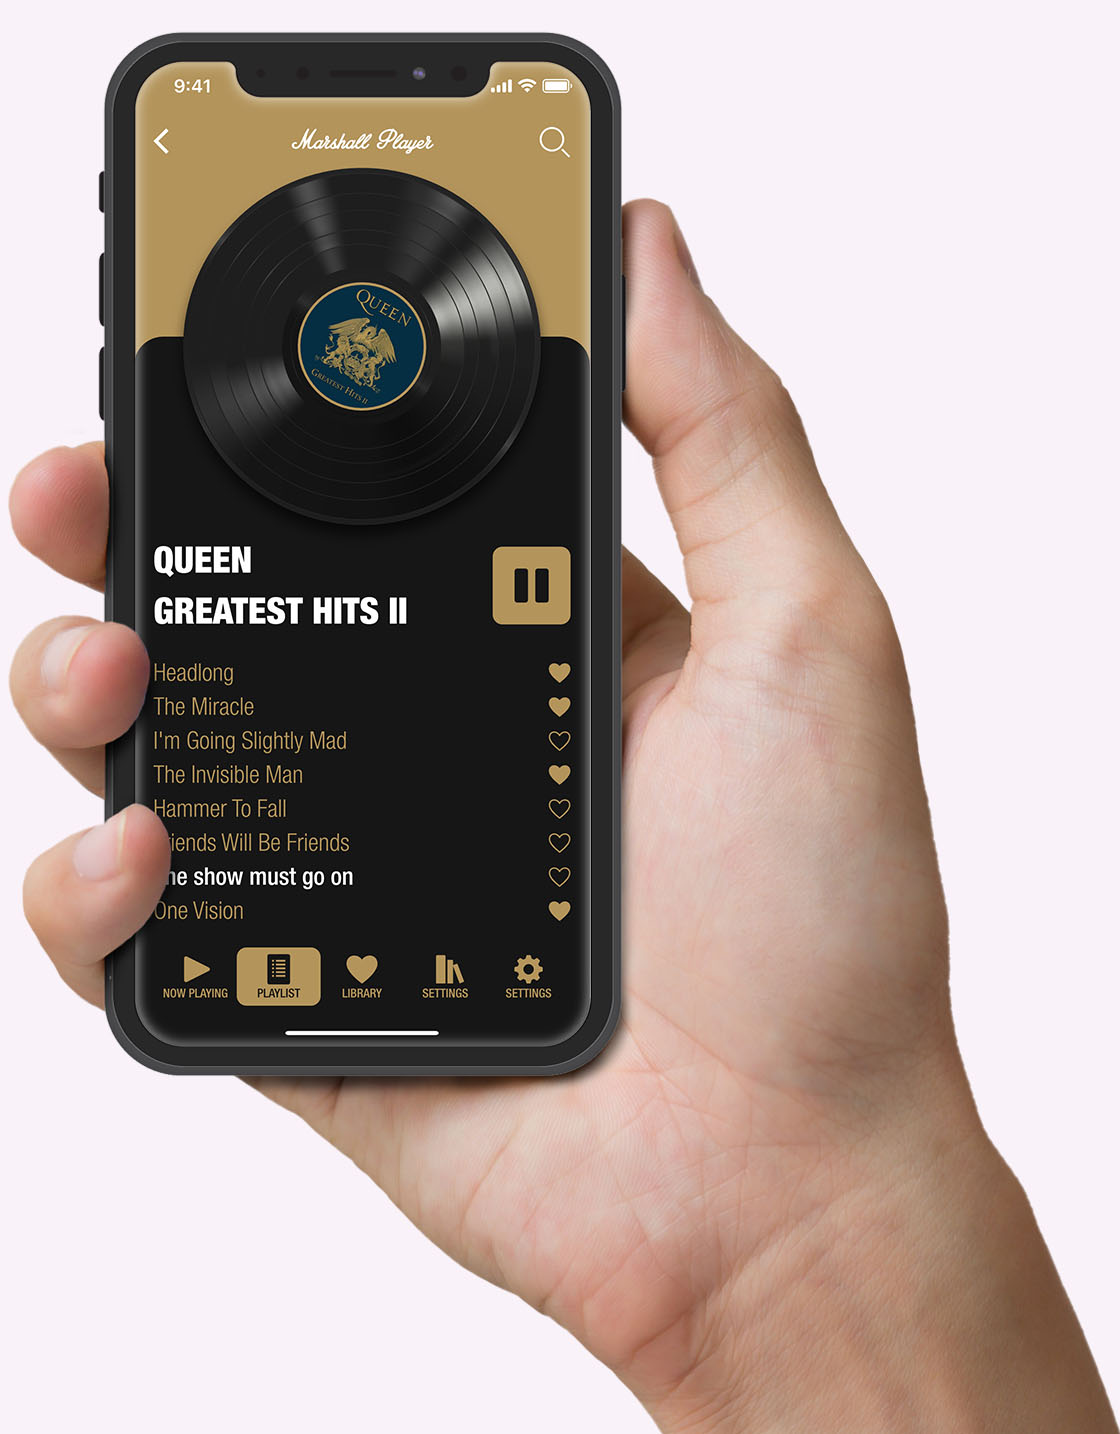 9:41
Marshall Player
QUEEN
GREATEST HITS II
QUEEN
GREATEST HITS II
Headlong
The Miracle
I'm Going Slightly Mad
The Invisible Man
Hammer To Fall
iends Will Be Friends
he show must go on
One Vision
NOW PLAYING PLAYLIST LIBRARY SETTINGS SETTINGS